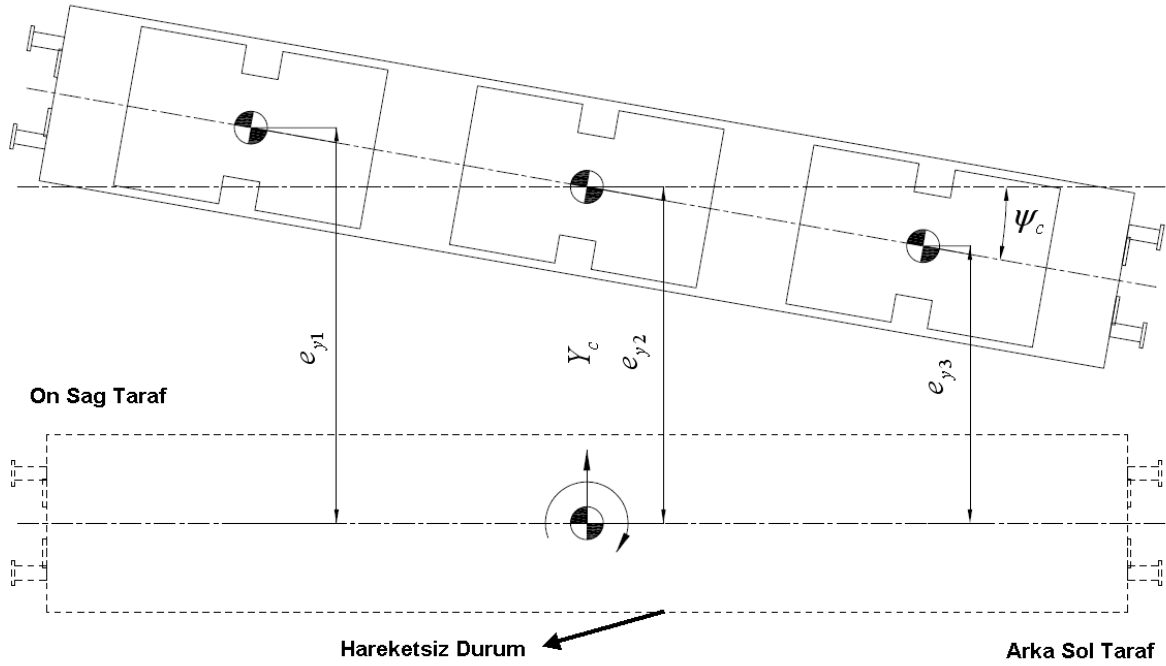 ψc
ey1
Yc
ey2
ey3
On Sag Taraf
Hareketsiz Durum
Arka Sol Taraf